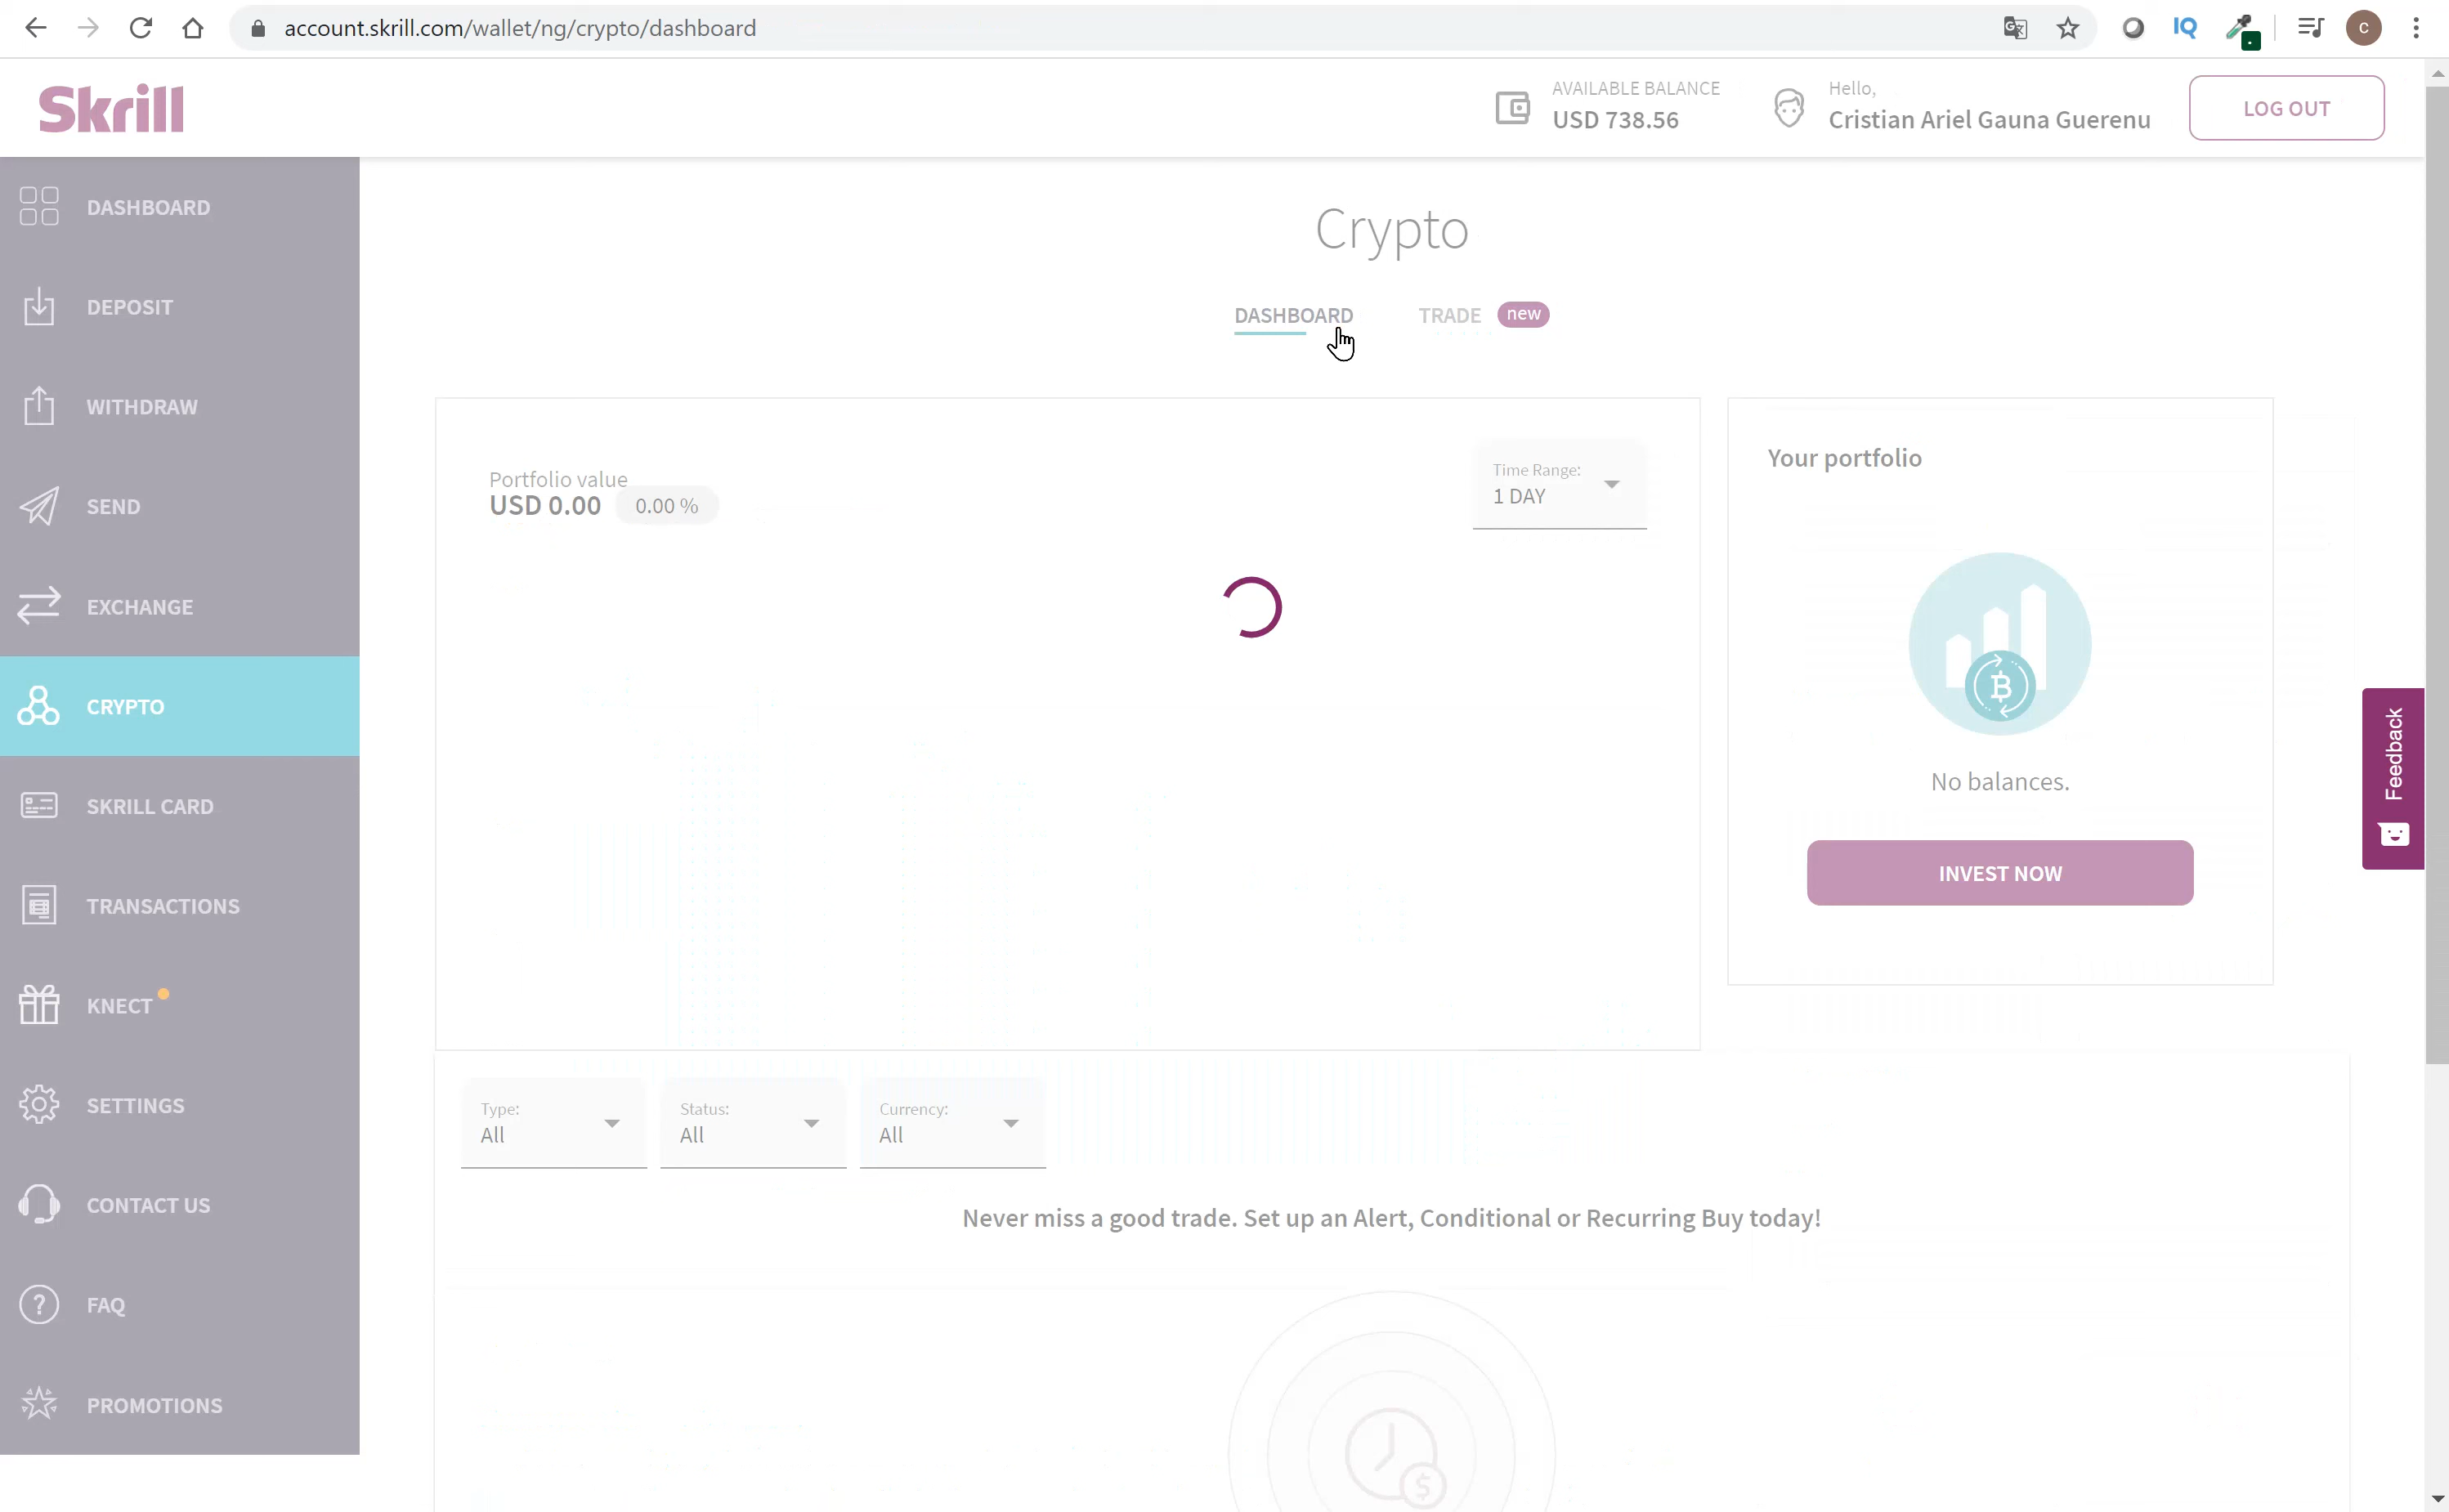 account.skrill.com/wallet/ng/crypto/dashboard
IQ
C
Skrill
AVAILABLE BALANCE
USD 738.56
Hello,
Cristian Ariel Gauna Guerenu
LOG OUT
DASHBOARD
DEPOSIT
WITHDRAW
SEND
EXCHANGE
CRYPTO
SKRILL CARD
TRANSACTIONS
KNECT
SETTINGS
CONTACT US
FAQ
PROMOTIONS
Crypto
DASHBOARD
TRADE new
Portfolio value
USD 0.00 0.00 %
Time Range:
1 DAY
Your portfolio
No balances.
INVEST NOW
Feedback
Type:
All
Status:
All
Currency:
All
Never miss a good trade. Set up an Alert, Conditional or Recurring Buy today!